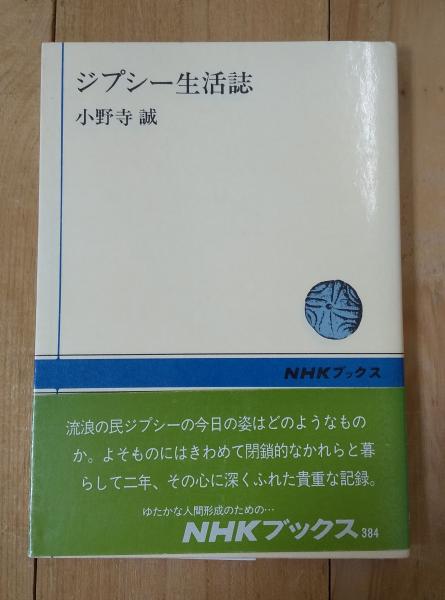 ジプシー生活誌
小野寺 誠
NHKブックス
流浪の民ジプシーの今日の姿はどのようなもの
か。よそものにはきわめて閉鎖的なかれらと暮
らして二年、その心に深くふれた貴重な記録。
ゆたかな人間形成のための…
NHKブックス 384